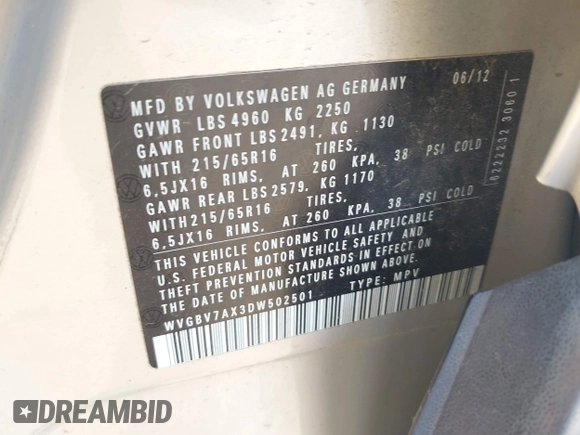 MFD BY VOLKSWAGEN AG GERMANY 06/12
GVWR LBS 4960 KG 2250
GAWR FRONT LBS 2491, KG 1130
WITH 215/65R16 TIRES,
6,5JX16 RIMS, AT 260 KPA, 38 PSI COLD
GAWR REAR LBS 2579, KG 1170
WITH 215/65R16 TIRES,
6,5JX16 RIMS, AT 260 KPA, 38 PSI COLD
THIS VEHICLE CONFORMS TO ALL APPLICABLE
U.S. FEDERAL MOTOR VEHICLE SAFETY AND
THEFT PREVENTION STANDARDS IN EFFECT ON
THE DATE OF MANUFACTURE SHOWN ABOVE.
WVGBV7AX3DW502501 TYPE: MPV
6222232 3060 1
DREAMBID